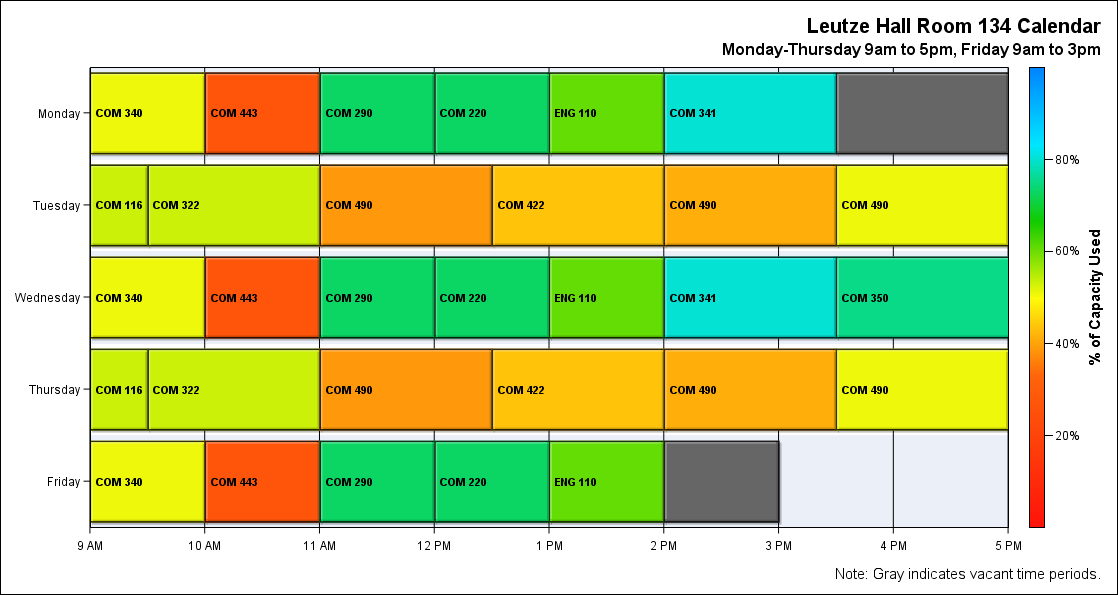 Leutze Hall Room 134 Calendar
Monday-Thursday 9am to 5pm, Friday 9am to 3pm
Monday
COM 340
COM 443
COM 290
COM 220
ENG 110
COM 341
Tuesday
COM 116
COM 322
COM 490
COM 422
COM 490
COM 490
Wednesday
COM 340
COM 443
COM 290
COM 220
ENG 110
COM 341
COM 350
Thursday
COM 116
COM 322
COM 490
COM 422
COM 490
COM 490
Friday
COM 340
COM 443
COM 290
COM 220
ENG 110
9 AM
10 AM
11 AM
12 PM
1 PM
2 PM
3 PM
4 PM
5 PM
80%
60%
40%
20%
% of Capacity Used
Note: Gray indicates vacant time periods.